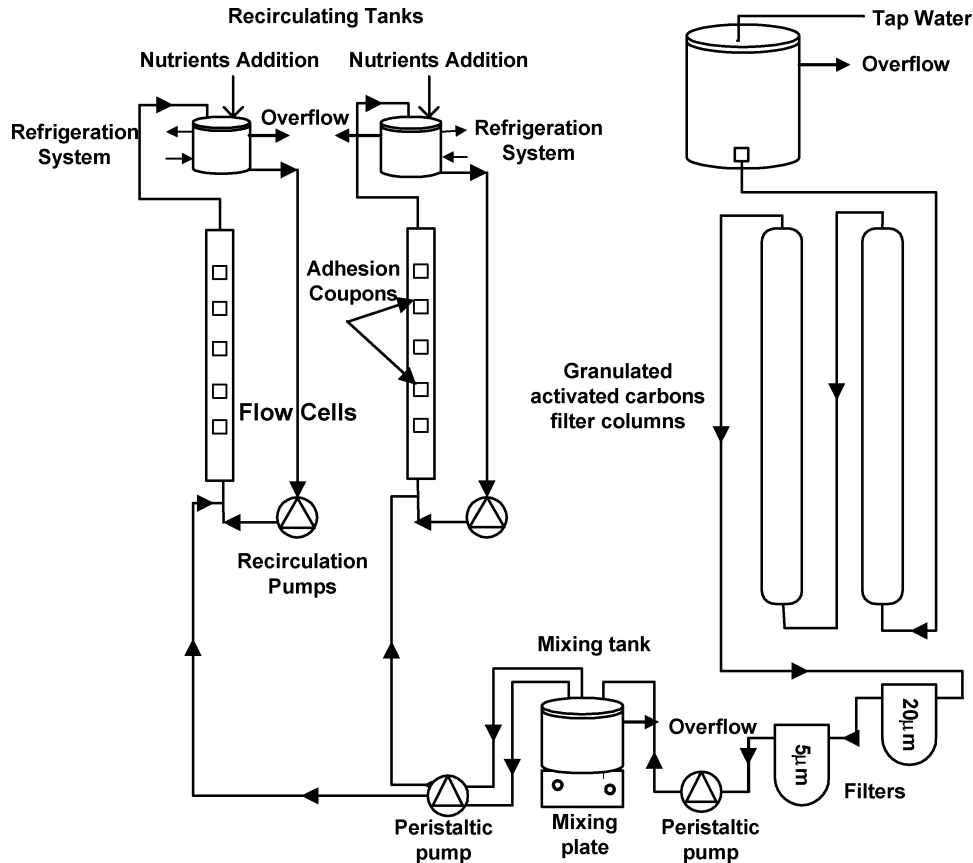 Recirculating Tanks
Tap Water
Nutrients Addition
Nutrients Addition
Overflow
Overflow
Refrigeration
System
Refrigeration
System
Adhesion
Coupons
Flow Cells
Granulated
activated carbons
filter columns
Recirculation
Pumps
Mixing tank
Overflow
20μm
5μm
Filters
Peristaltic
pump
Mixing
plate
Peristaltic
pump